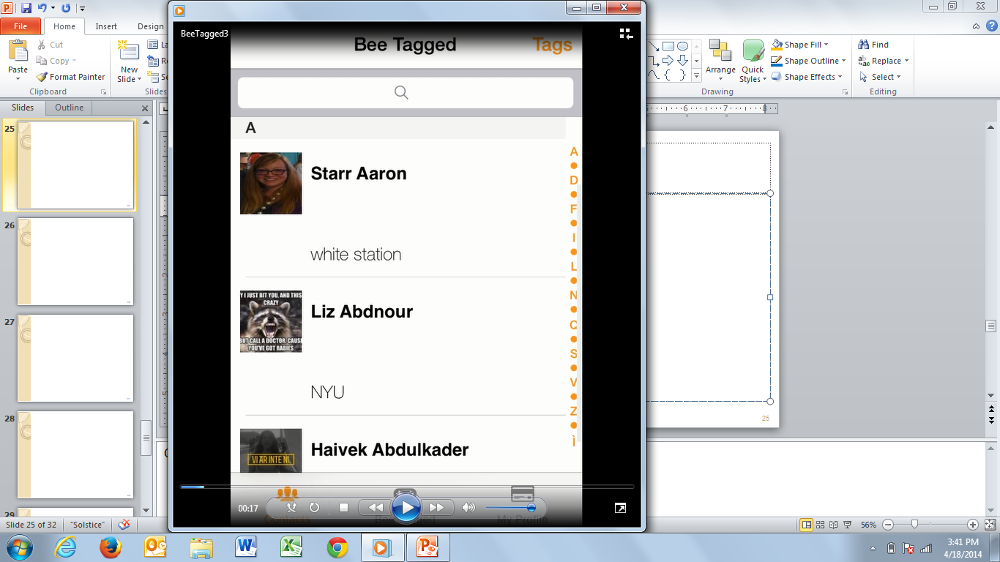 File
Home
Insert
Design
Cut
Copy
Format Painter
Paste
Clipboard
New
Slide
Slides
Arrange
Quick
Styles
Shape Fill
Shape Outline
Shape Effects
Drawing
Find
Replace
Select
Editing
Slides
Outline
25
26
27
28
29
BeeTagged3
Bee Tagged
Tags
A
Starr Aaron
white station
Liz Abdnour
Y I JUST BIT YOU, AND THIS
CRAZY
BUT CALL A DOCTOR, CAUSE
YOU'VE GOT RABIES
NYU
Haivek Abdulkader
VI ÄR INTE NI.
A
D
F
I
L
N
Q
S
V
Z
Ì
Contacts
Bee Tagged
My Profile
00:17
6
7
8
25
Slide 25 of 32
"Solstice"
56%
3:41 PM
4/18/2014